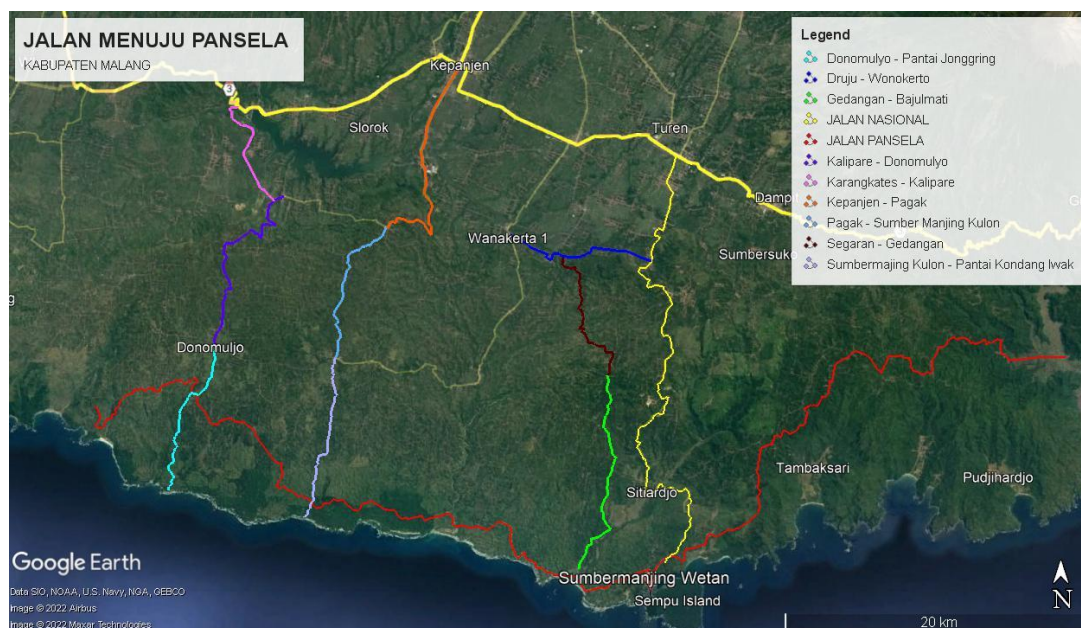 JALAN MENUJU PANSELA
KABUPATEN MALANG
Legend
Donomulyo - Pantai Jonggring
Druju - Wonokerto
Gedangan - Bajulmati
JALAN NASIONAL
JALAN PANSELA
Kalipare - Donomulyo
Karangkates - Kalipare
Kepanjen - Pagak
Pagak - Sumber Manjing Kulon
Segaran - Gedangan
Sumbermajing Kulon - Pantai Kondang Iwak
Kepanjen
3
Slorok
Turen
Dampit
Wanakerta 1
Sumbersuko
Donomuljo
Tambaksari
Sitiardjo
Pudjihardjo
Sumbermanjing Wetan
Sempu Island
Google Earth
Data SIO, NOAA, U.S. Navy, NGA, GEBCO
Image © 2022 Airbus
Image © 2022 Maxar Technologies
N
20 km